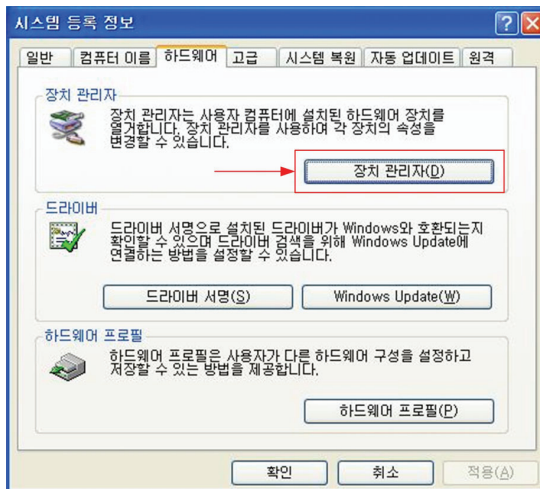 시스템 등록 정보
일반 컴퓨터 이름 하드웨어 고급 시스템 복원 자동 업데이트 원격
장치 관리자
장치 관리자는 사용자 컴퓨터에 설치된 하드웨어 장치를
열거합니다. 장치 관리자를 사용하여 각 장치의 속성을
변경할 수 있습니다.
장치 관리자(D)
드라이버
드라이버 서명으로 설치된 드라이버가 Windows와 호환되는지
확인할 수 있으며 드라이버 검색을 위해 Windows Update에
연결하는 방법을 설정할 수 있습니다.
드라이버 서명(S) Windows Update(W)
하드웨어 프로필
하드웨어 프로필은 사용자가 다른 하드웨어 구성을 설정하고
저장할 수 있는 방법을 제공합니다.
하드웨어 프로필(P)
확인 취소 적용(A)